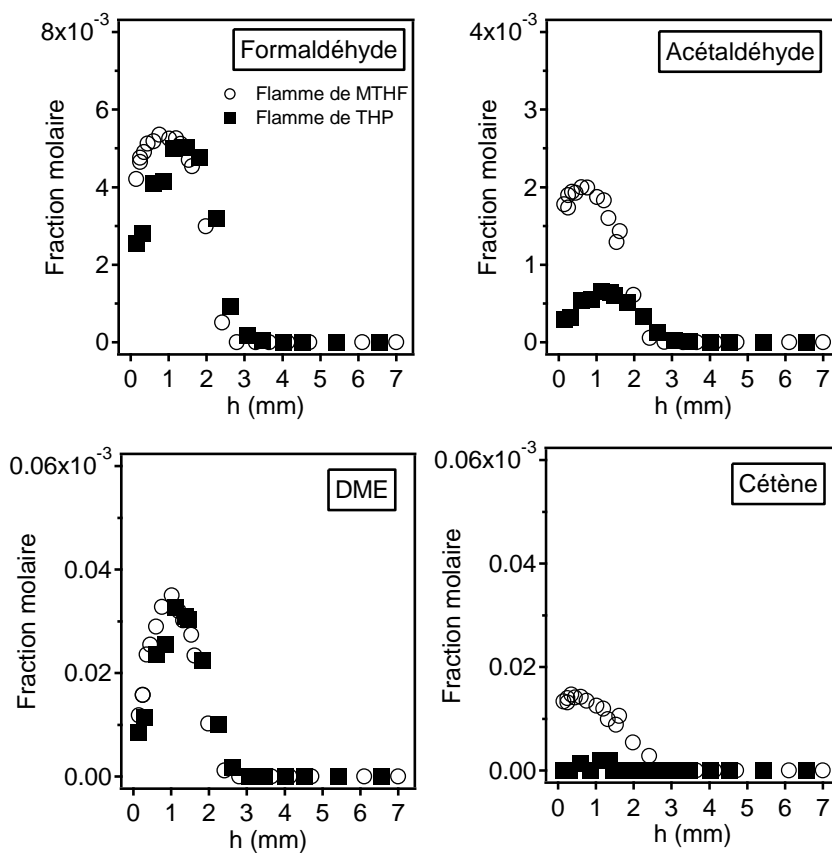 8x10⁻³
6
4
2
0
Fraction molaire
0 1 2 3 4 5 6 7
h (mm)
Formaldéhyde
Flamme de MTHF
Flamme de THP
4x10⁻³
3
2
1
0
Fraction molaire
0 1 2 3 4 5 6 7
h (mm)
Acétaldéhyde
0.06x10⁻³
0.04
0.02
0.00
Fraction molaire
0 1 2 3 4 5 6 7
h (mm)
DME
0.06x10⁻³
0.04
0.02
0.00
Fraction molaire
0 1 2 3 4 5 6 7
h (mm)
Cétène